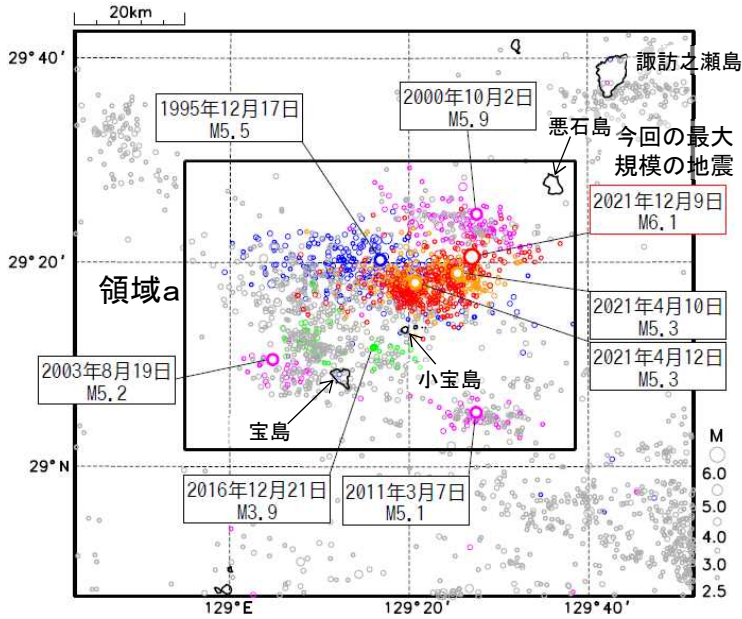 20km
29°40′
諏訪之瀬島
1995年12月17日
M5.5
2000年10月2日
M5.9
悪石島
今回の最大
規模の地震
2021年12月9日
M6.1
29°20′
領域a
2021年4月10日
M5.3
2021年4月12日
M5.3
2003年8月19日
M5.2
小宝島
宝島
M
6.0
5.0
4.0
3.0
2.5
29°N
2016年12月21日
M3.9
2011年3月7日
M5.1
129°E
129°20′
129°40′